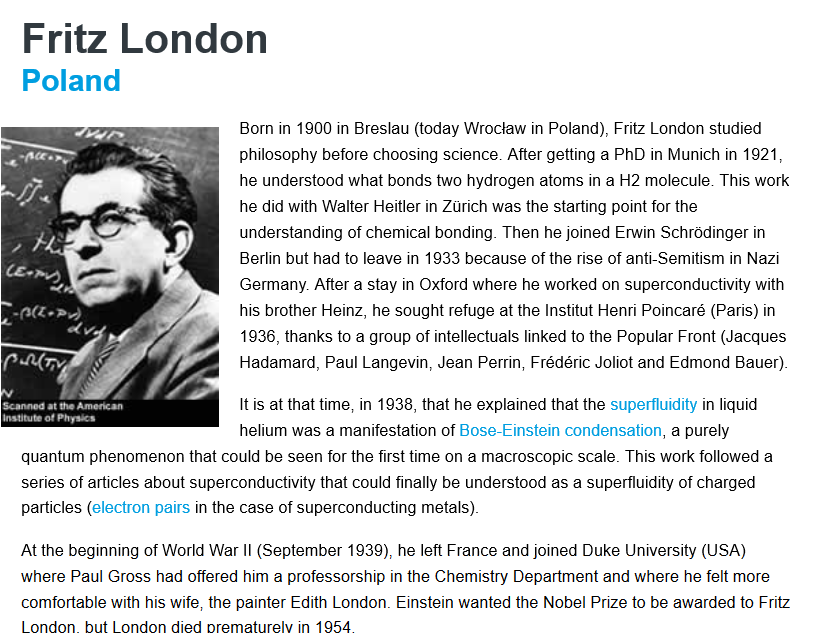 Fritz London
Poland
Born in 1900 in Breslau (today Wrocław in Poland), Fritz London studied
philosophy before choosing science. After getting a PhD in Munich in 1921,
he understood what bonds two hydrogen atoms in a H2 molecule. This work
he did with Walter Heitler in Zürich was the starting point for the
understanding of chemical bonding. Then he joined Erwin Schrödinger in
Berlin but had to leave in 1933 because of the rise of anti-Semitism in Nazi
Germany. After a stay in Oxford where he worked on superconductivity with
his brother Heinz, he sought refuge at the Institut Henri Poincaré (Paris) in
1936, thanks to a group of intellectuals linked to the Popular Front (Jacques
Hadamard, Paul Langevin, Jean Perrin, Frédéric Joliot and Edmond Bauer).
Scanned at the American
Institute of Physics
It is at that time, in 1938, that he explained that the superfluidity in liquid
helium was a manifestation of Bose-Einstein condensation, a purely
quantum phenomenon that could be seen for the first time on a macroscopic scale. This work followed a
series of articles about superconductivity that could finally be understood as a superfluidity of charged
particles (electron pairs in the case of superconducting metals).
At the beginning of World War II (September 1939), he left France and joined Duke University (USA)
where Paul Gross had offered him a professorship in the Chemistry Department and where he felt more
comfortable with his wife, the painter Edith London. Einstein wanted the Nobel Prize to be awarded to Fritz
London, but London died prematurely in 1954.